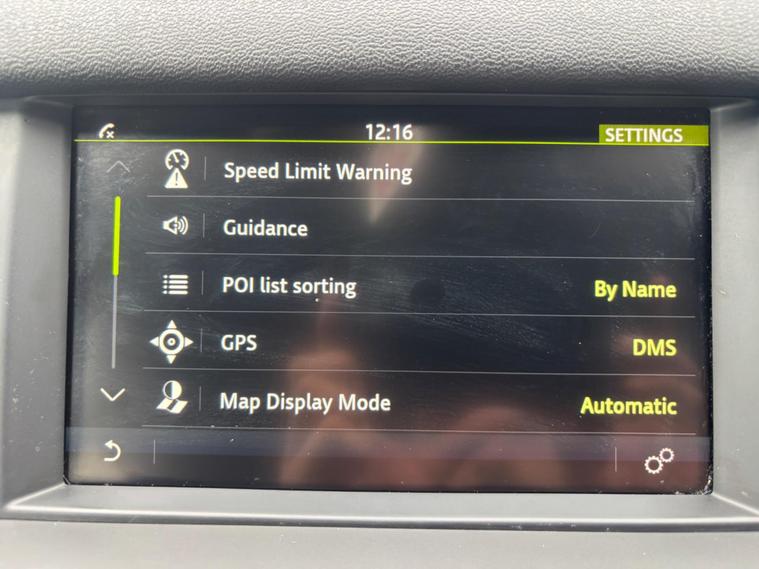 12:16
SETTINGS
Speed Limit Warning
Guidance
POI list sorting
By Name
GPS
DMS
Map Display Mode
Automatic